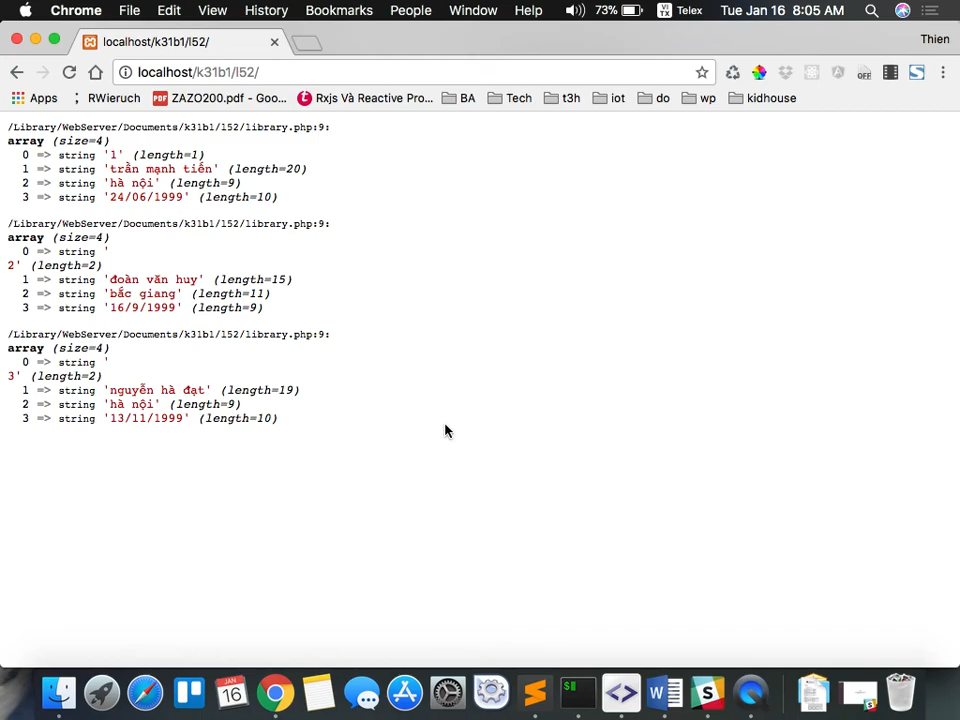 Chrome File Edit View History Bookmarks People Window Help 73% VI TX Telex Tue Jan 16 8:05 AM
localhost/k31b1/l52/ Thien
localhost/k31b1/l52/ OFF
Apps RWieruch PDF ZAZO200.pdf - Goo... Rxjs Và Reactive Pro... BA Tech t3h iot do wp kidhouse
/Library/WebServer/Documents/k31b1/l52/library.php:9:
array (size=4)
0 => string '1' (length=1)
1 => string 'trần mạnh tiến' (length=20)
2 => string 'hà nội' (length=9)
3 => string '24/06/1999' (length=10)
/Library/WebServer/Documents/k31b1/l52/library.php:9:
array (size=4)
0 => string '
2' (length=2)
1 => string 'đoàn văn huy' (length=15)
2 => string 'bắc giang' (length=11)
3 => string '16/9/1999' (length=9)
/Library/WebServer/Documents/k31b1/l52/library.php:9:
array (size=4)
0 => string '
3' (length=2)
1 => string 'nguyễn hà đạt' (length=19)
2 => string 'hà nội' (length=9)
3 => string '13/11/1999' (length=10)
JAN
16